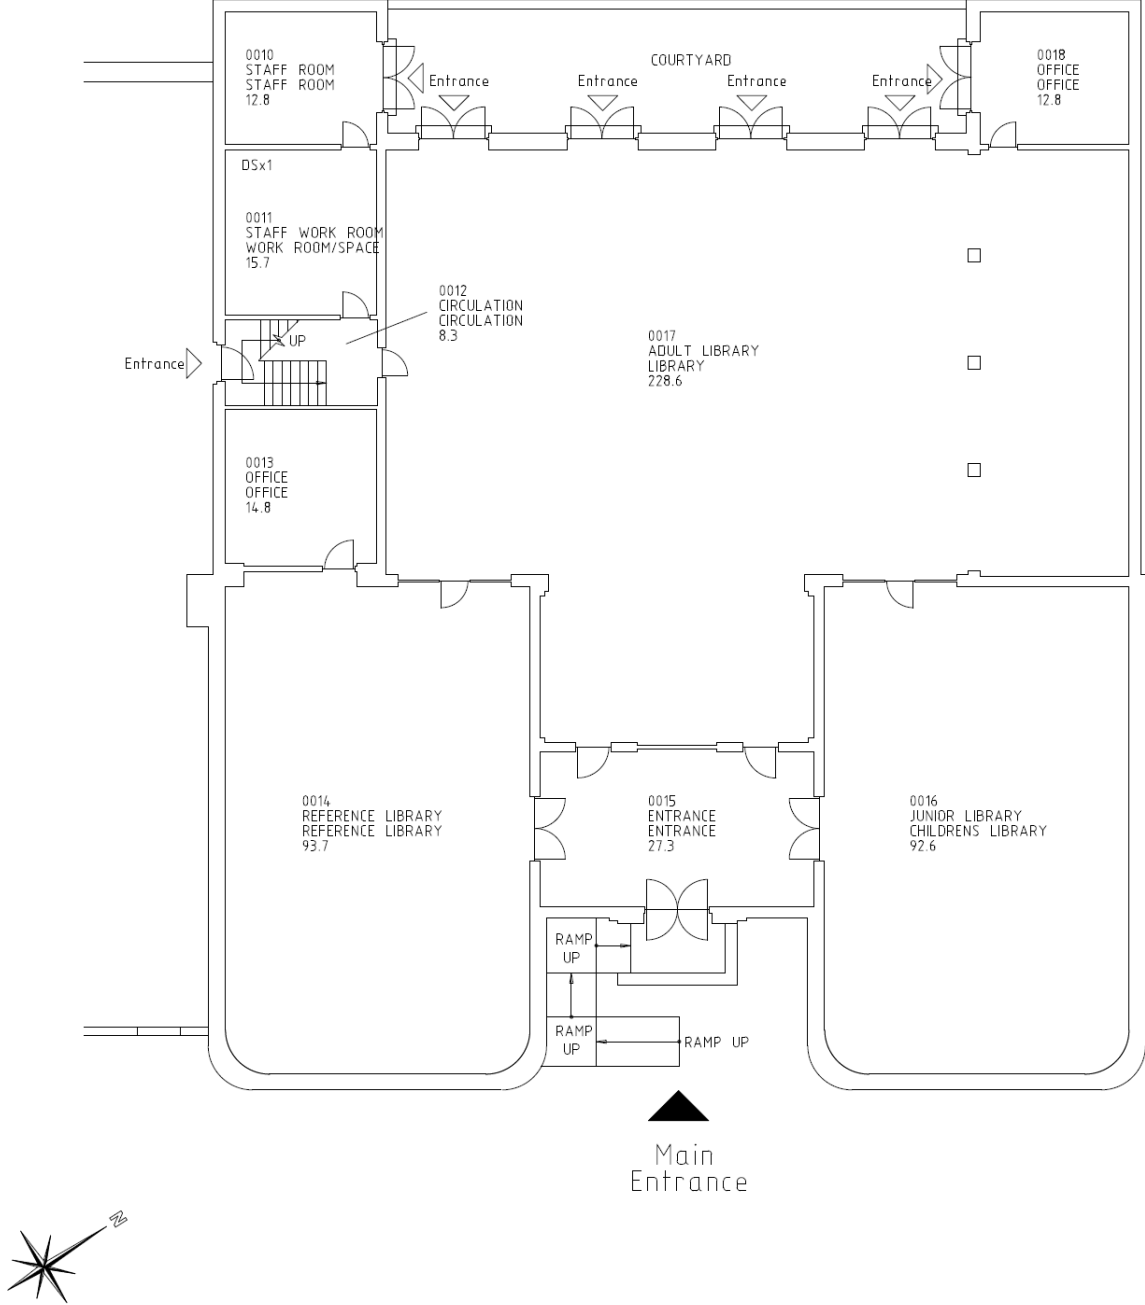 0010
STAFF ROOM
STAFF ROOM
12.8
COURTYARD
0018
OFFICE
OFFICE
12.8
Entrance
Entrance
Entrance
Entrance
DSx1
0011
STAFF WORK ROOM
WORK ROOM/SPACE
15.7
0012
CIRCULATION
CIRCULATION
8.3
UP
Entrance
0017
ADULT LIBRARY
LIBRARY
228.6
0013
OFFICE
OFFICE
14.8
0014
REFERENCE LIBRARY
REFERENCE LIBRARY
93.7
0015
ENTRANCE
ENTRANCE
27.3
0016
JUNIOR LIBRARY
CHILDRENS LIBRARY
92.6
RAMP
UP
RAMP
UP
RAMP UP
Main
Entrance
N